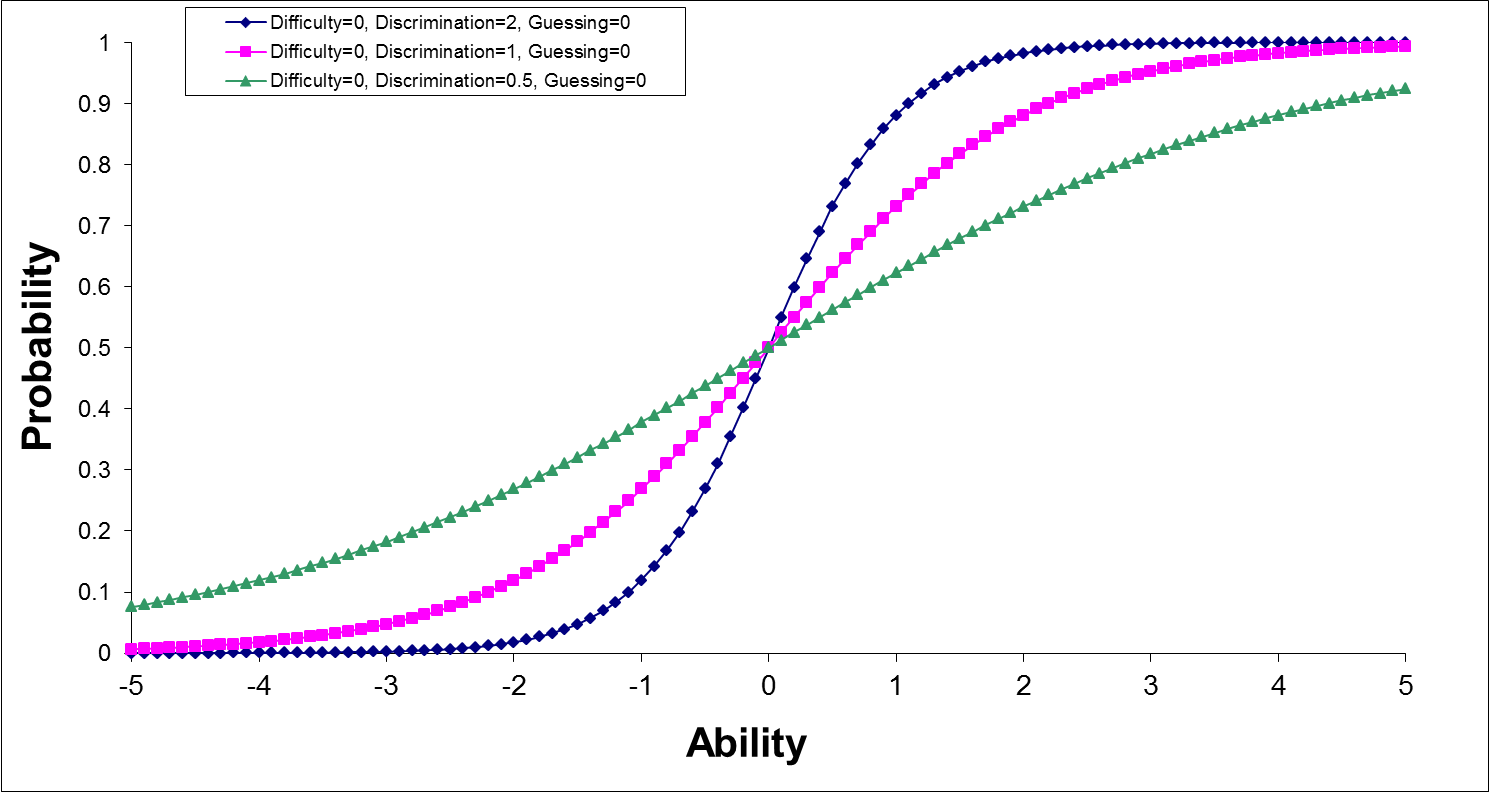 Difficulty=0, Discrimination=2, Guessing=0
Difficulty=0, Discrimination=1, Guessing=0
Difficulty=0, Discrimination=0.5, Guessing=0
1
0.9
0.8
0.7
0.6
0.5
0.4
0.3
0.2
0.1
0
Probability
-5 -4 -3 -2 -1 0 1 2 3 4 5
Ability